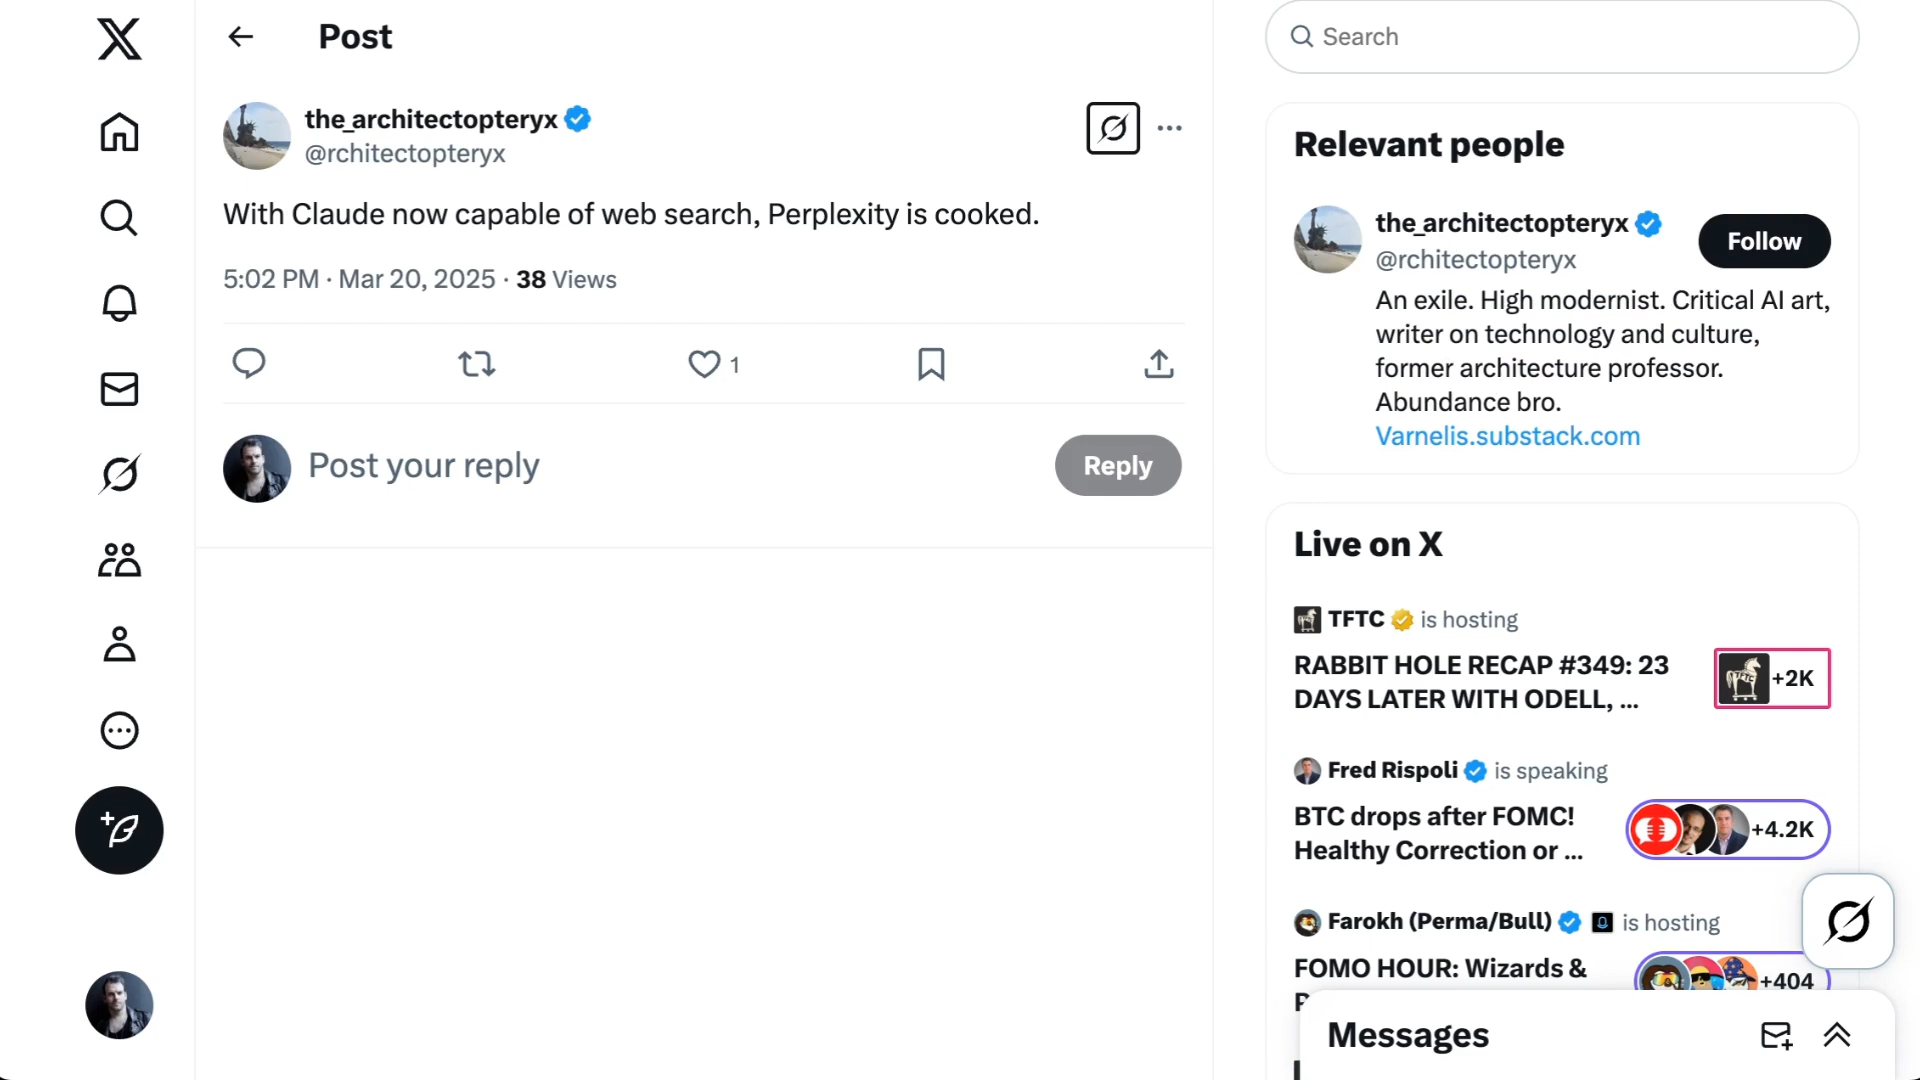 Post
the_architectopteryx
@rchitectopteryx
With Claude now capable of web search, Perplexity is cooked.
5:02 PM · Mar 20, 2025 · 38 Views
1
Post your reply
Reply
Search
Relevant people
the_architectopteryx
@rchitectopteryx
Follow
An exile. High modernist. Critical AI art,
writer on technology and culture,
former architecture professor.
Abundance bro.
Varnelis.substack.com
Live on X
TFTC is hosting
RABBIT HOLE RECAP #349: 23
DAYS LATER WITH ODELL, ...
TFTC
+2K
Fred Rispoli is speaking
BTC drops after FOMC!
Healthy Correction or ...
+4.2K
Farokh (Perma/Bull) is hosting
FOMO HOUR: Wizards &
+404
Messages